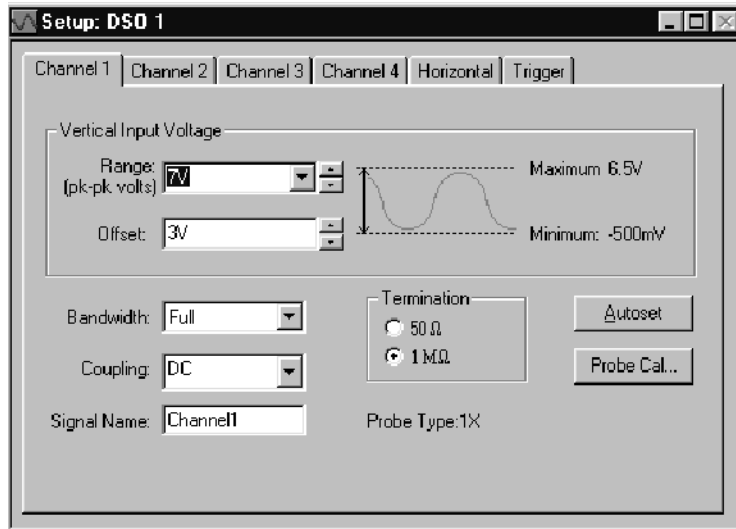 Setup: DSO 1
Channel 1 Channel 2 Channel 3 Channel 4 Horizontal Trigger
Vertical Input Voltage
Range: 7V Maximum 6.5V
(pk-pk volts)
Offset: 3V Minimum: -500mV
Bandwidth: Full
Termination
50 Ω
1 MΩ
Autoset
Coupling: DC
Probe Cal...
Signal Name: Channel1
Probe Type:1X